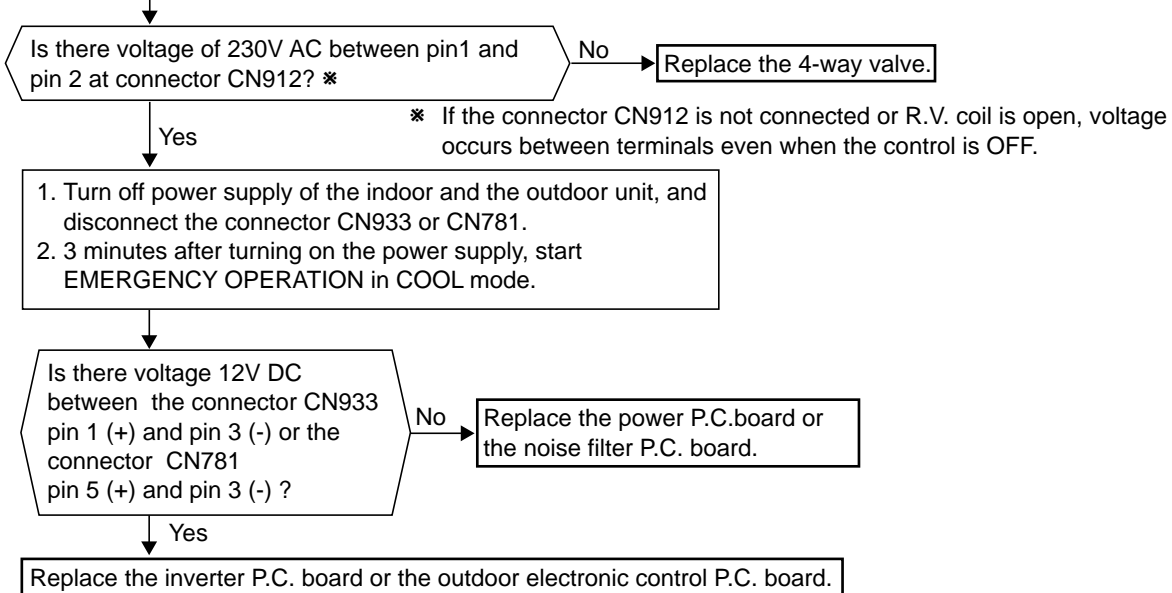 Is there voltage of 230V AC between pin1 and
pin 2 at connector CN912? ※
No
Replace the 4-way valve.
※ If the connector CN912 is not connected or R.V. coil is open, voltage
occurs between terminals even when the control is OFF.
Yes
1. Turn off power supply of the indoor and the outdoor unit, and
disconnect the connector CN933 or CN781.
2. 3 minutes after turning on the power supply, start
EMERGENCY OPERATION in COOL mode.
Is there voltage 12V DC
between the connector CN933
pin 1 (+) and pin 3 (-) or the
connector CN781
pin 5 (+) and pin 3 (-) ?
No
Replace the power P.C.board or
the noise filter P.C. board.
Yes
Replace the inverter P.C. board or the outdoor electronic control P.C. board.